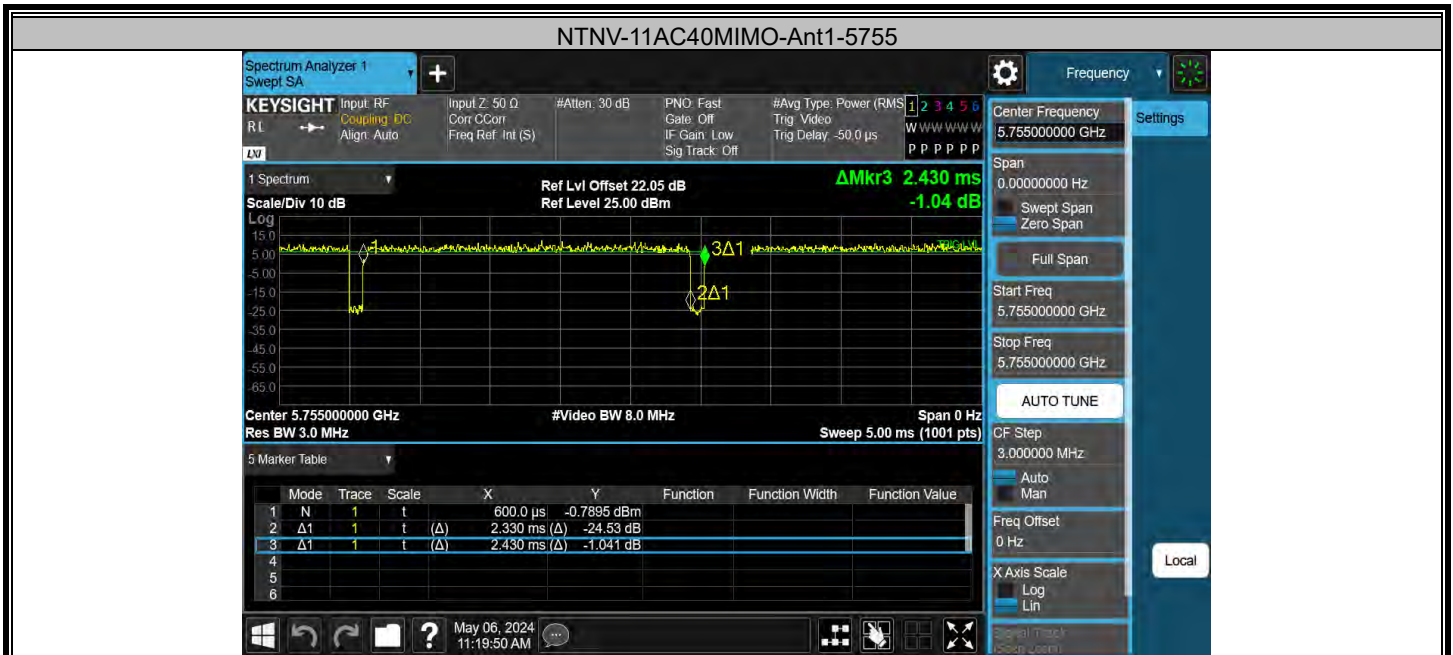 NTNV-11AC40MIMO-Ant1-5755
Spectrum Analyzer 1
Swept SA
+
Frequency
KEYSIGHT
RL
LXI
Input: RF
Coupling: DC
Align: Auto
Input Z: 50 Ω
Corr CCorr
Freq Ref: Int (S)
#Atten: 30 dB
PNO: Fast
Gate: Off
IF Gain: Low
Sig Track: Off
#Avg Type: Power (RMS
Trig: Video
Trig Delay: -50.0 µs
1 2 3 4 5 6
W W W W W W
P P P P P P
1 Spectrum
Scale/Div 10 dB
Ref Lvl Offset 22.05 dB
Ref Level 25.00 dBm
ΔMkr3 2.430 ms
-1.04 dB
Log
15.0
5.00
-5.00
-15.0
-25.0
-35.0
-45.0
-55.0
-65.0
1
3Δ1
2Δ1
TRIG LVL
Center 5.755000000 GHz
#Video BW 8.0 MHz
Span 0 Hz
Res BW 3.0 MHz
Sweep 5.00 ms (1001 pts)
5 Marker Table
Mode Trace Scale X Y Function Function Width Function Value
1 N 1 t 600.0 µs -0.7895 dBm
2 Δ1 1 t (Δ) 2.330 ms (Δ) -24.53 dB
3 Δ1 1 t (Δ) 2.430 ms (Δ) -1.041 dB
4
5
6
May 06, 2024
11:19:50 AM
?
Center Frequency
5.755000000 GHz
Settings
Span
0.00000000 Hz
Swept Span
Zero Span
Full Span
Start Freq
5.755000000 GHz
Stop Freq
5.755000000 GHz
AUTO TUNE
CF Step
3.000000 MHz
Auto
Man
Freq Offset
0 Hz
X Axis Scale
Log
Lin
Signal Track
(Span Zoom)
Local